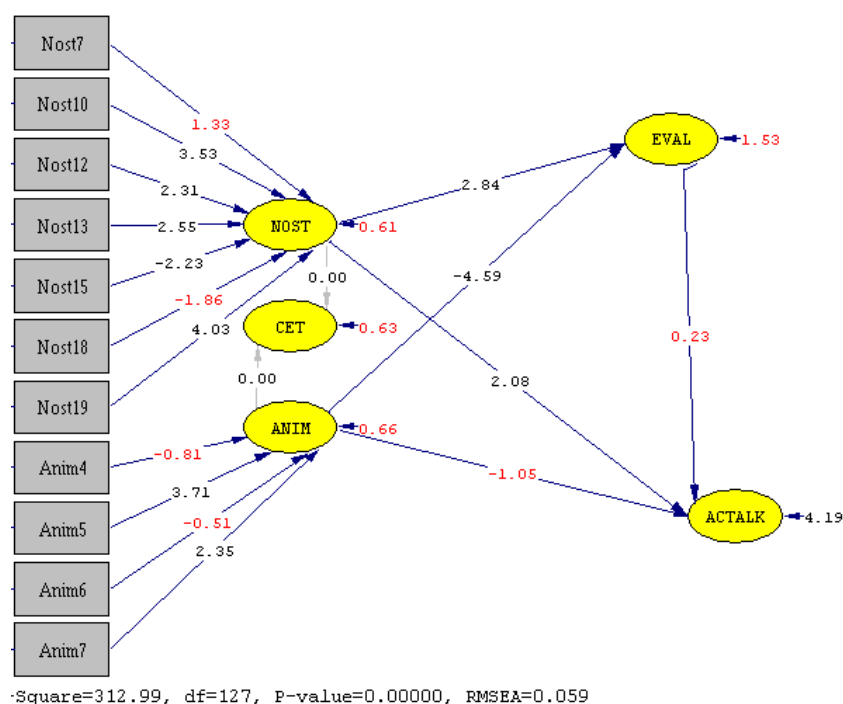 Nost7
Nost10
Nost12
Nost13
Nost15
Nost18
Nost19
Anim4
Anim5
Anim6
Anim7
1.33
3.53
2.31
2.55
-2.23
-1.86
4.03
-0.81
3.71
-0.51
2.35
NOST
0.61
0.00
CET
0.63
0.00
ANIM
0.66
2.84
-4.59
2.08
-1.05
EVAL
1.53
0.23
ACTALK
4.19
-Square=312.99, df=127, P-value=0.00000, RMSEA=0.059